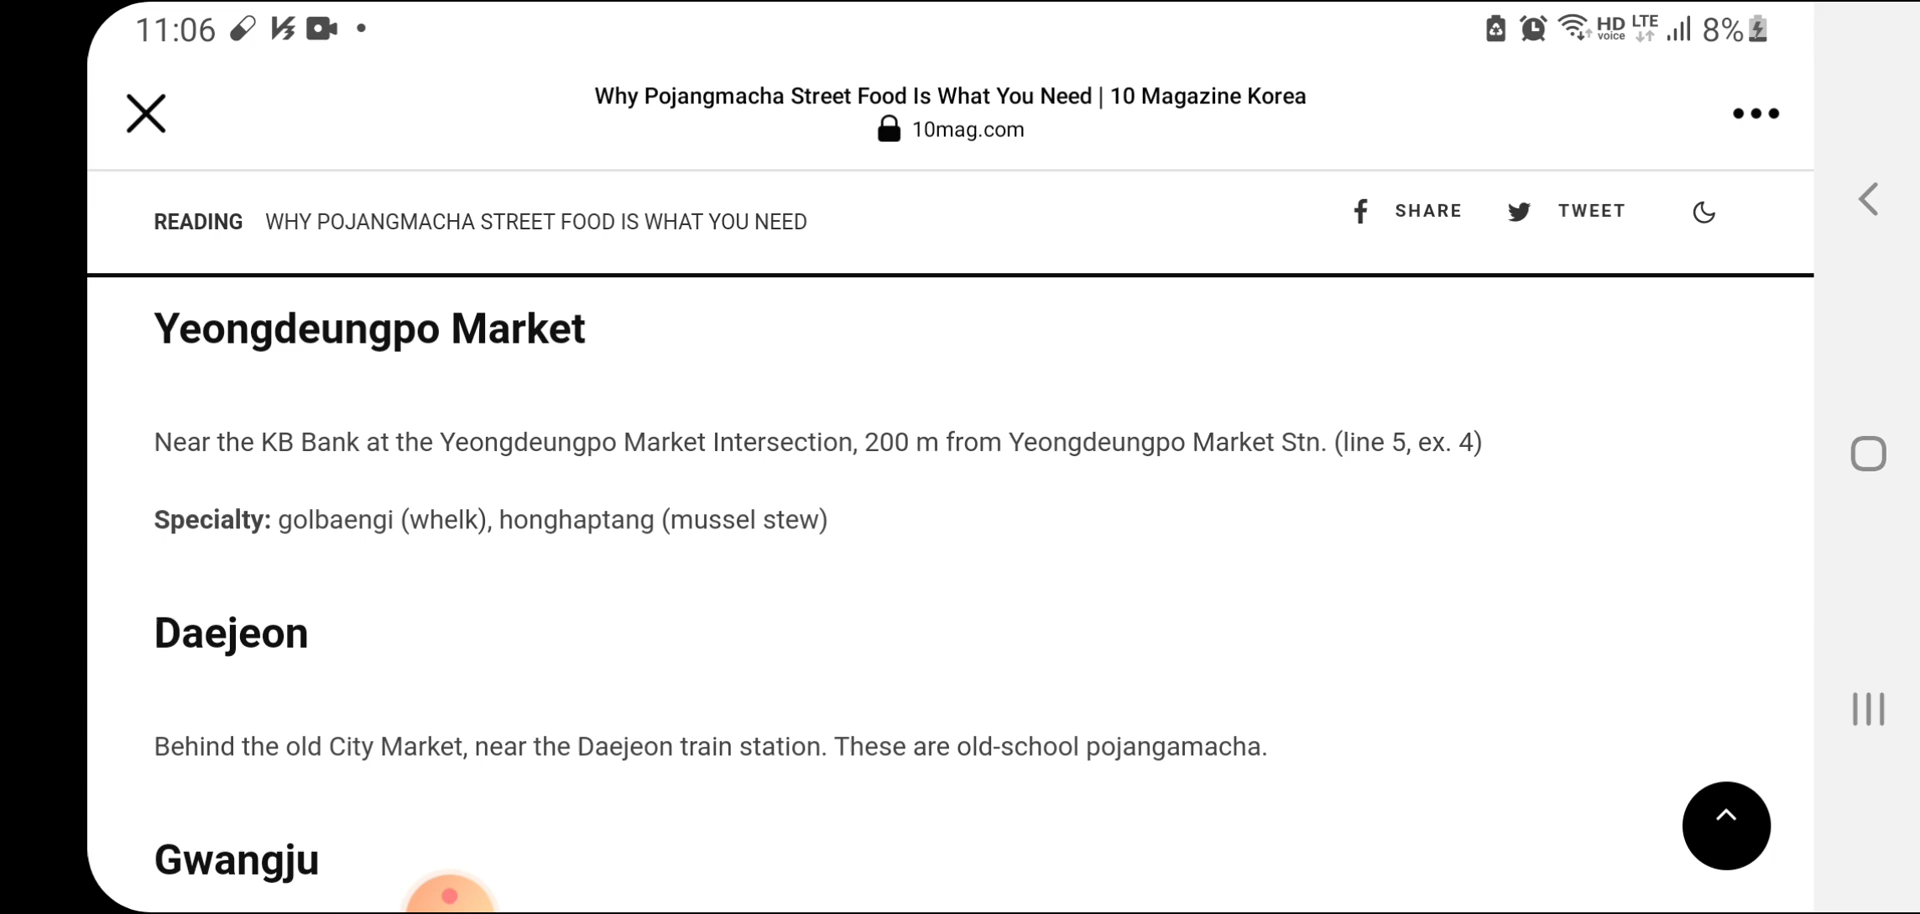 11:06
HD voice LTE 8%
Why Pojangmacha Street Food Is What You Need | 10 Magazine Korea
10mag.com
READING WHY POJANGMACHA STREET FOOD IS WHAT YOU NEED
SHARE TWEET
Yeongdeungpo Market
Near the KB Bank at the Yeongdeungpo Market Intersection, 200 m from Yeongdeungpo Market Stn. (line 5, ex. 4)
Specialty: golbaengi (whelk), honghaptang (mussel stew)
Daejeon
Behind the old City Market, near the Daejeon train station. These are old-school pojangamacha.
Gwangju